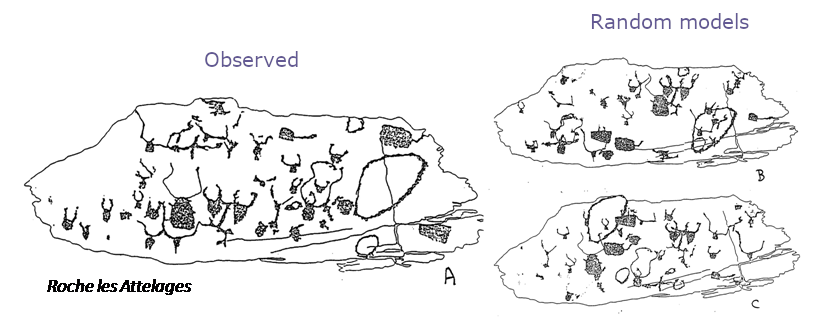 Random models
Observed
A
B
C
Roche les Attelages